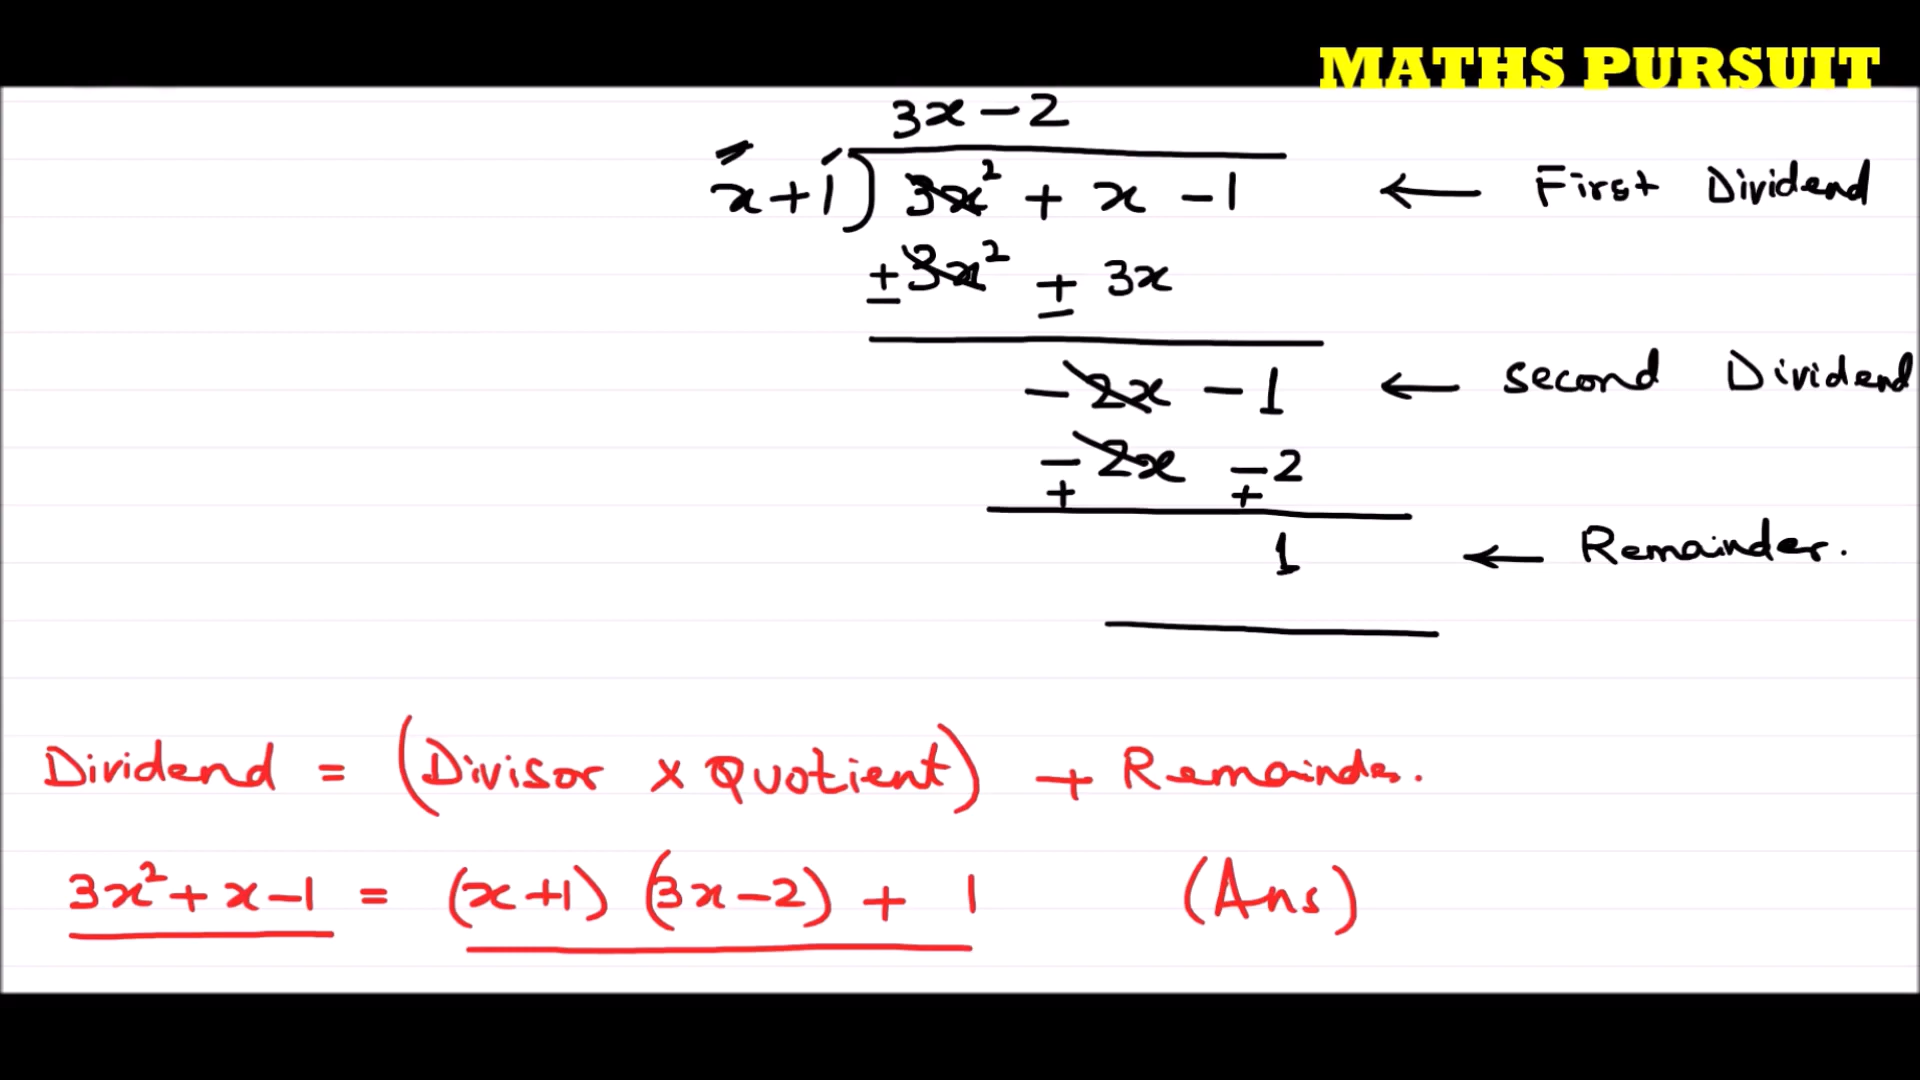 MATHS PURSUIT
3x - 2
x + 1 ) 3x² + x - 1 ← First Dividend
± 3x² ± 3x
- 2x - 1 ← Second Dividend
- 2x - 2
+ +
1 ← Remainder.
Dividend = (Divisor × Quotient) + Remainder.
3x² + x - 1 = (x + 1) (3x - 2) + 1 (Ans)